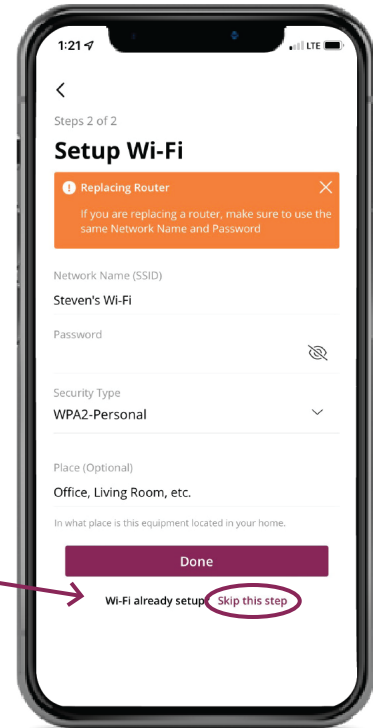 1:21
LTE
Steps 2 of 2
Setup Wi-Fi
Replacing Router
If you are replacing a router, make sure to use the
same Network Name and Password
Network Name (SSID)
Steven's Wi-Fi
Password
Security Type
WPA2-Personal
Place (Optional)
Office, Living Room, etc.
In what place is this equipment located in your home.
Done
Wi-Fi already setup Skip this step